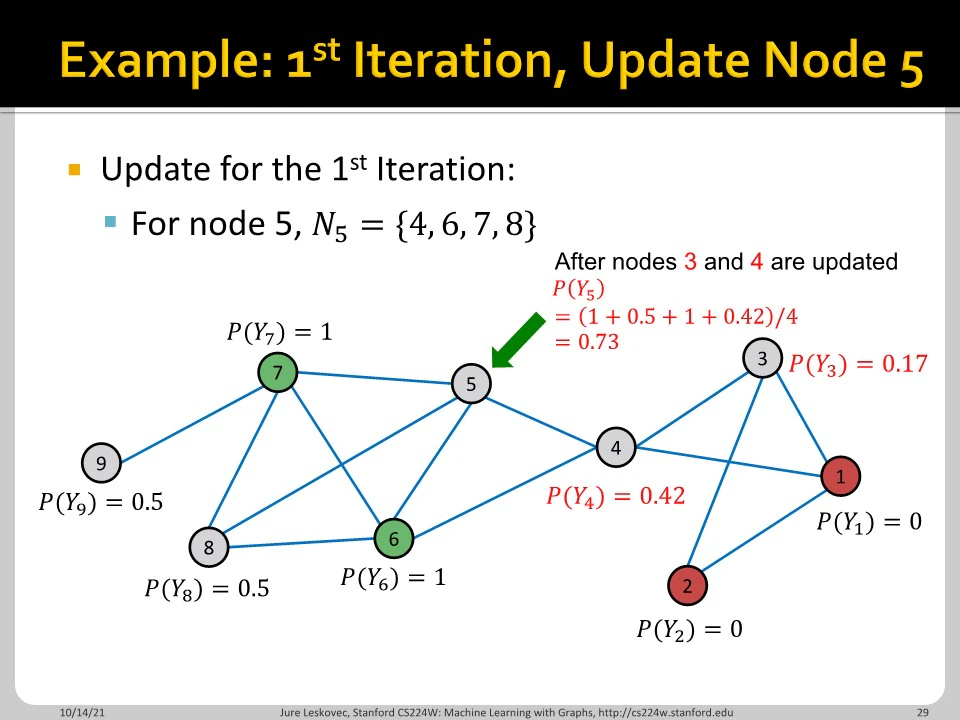 Example: 1st Iteration, Update Node 5
Update for the 1st Iteration:
For node 5, N₅ = {4, 6, 7, 8}
After nodes 3 and 4 are updated
P(Y₅)
= (1 + 0.5 + 1 + 0.42)/4
= 0.73
P(Y₇) = 1
7
5
3
P(Y₃) = 0.17
4
9
1
P(Y₄) = 0.42
P(Y₉) = 0.5
P(Y₁) = 0
8
6
P(Y₈) = 0.5
P(Y₆) = 1
2
P(Y₂) = 0
10/14/21
Jure Leskovec, Stanford CS224W: Machine Learning with Graphs, http://cs224w.stanford.edu
29